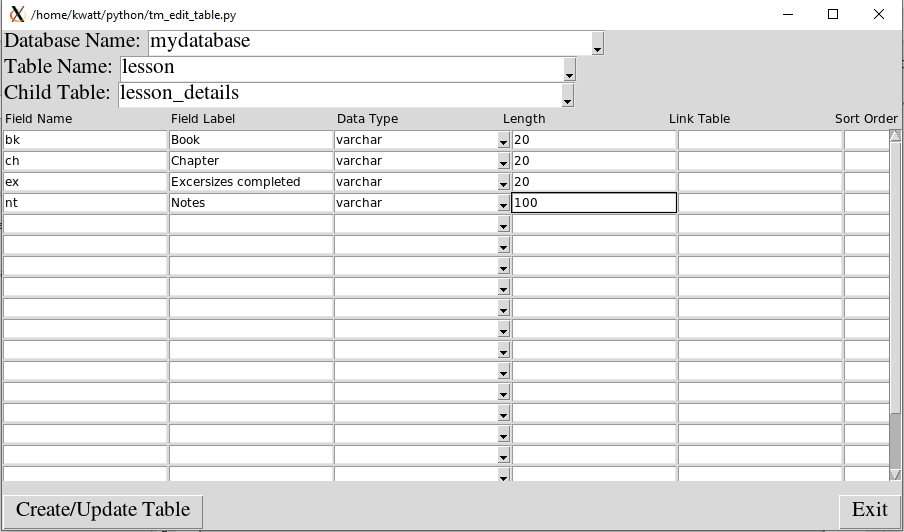 /home/kwatt/python/tm_edit_table.py
Database Name: mydatabase
Table Name: lesson
Child Table: lesson_details
Field Name Field Label Data Type Length Link Table Sort Order
bk Book varchar 20
ch Chapter varchar 20
ex Excersizes completed varchar 20
nt Notes varchar 100
Create/Update Table Exit